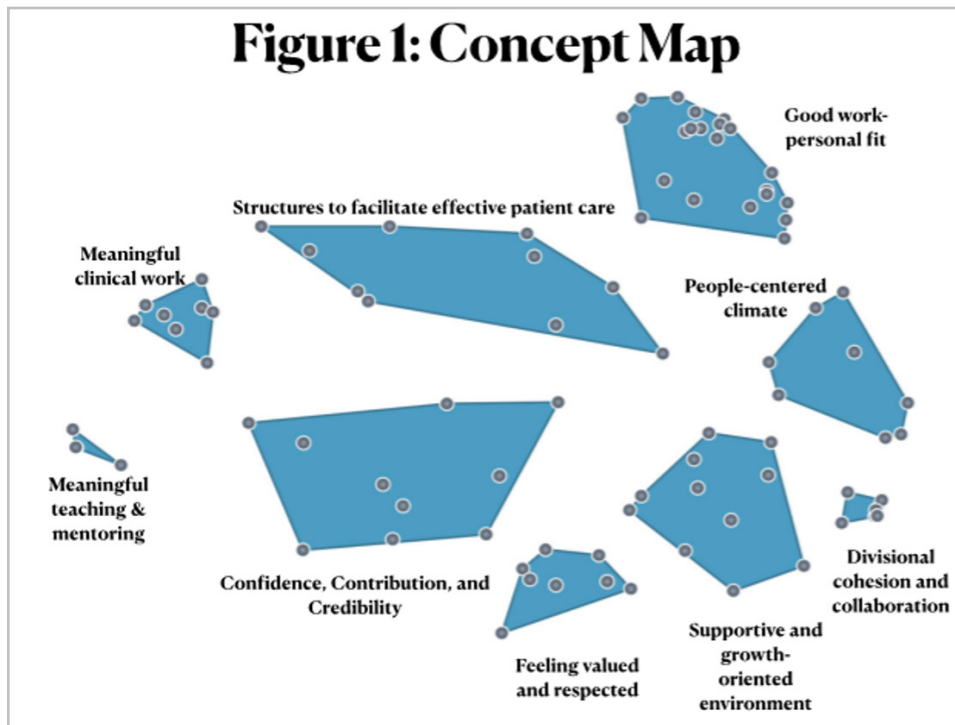 Figure 1: Concept Map
Good work-
personal fit
Structures to facilitate effective patient care
Meaningful
clinical work
People-centered
climate
Meaningful
teaching &
mentoring
Confidence, Contribution, and
Credibility
Divisional
cohesion and
collaboration
Feeling valued
and respected
Supportive and
growth-
oriented
environment